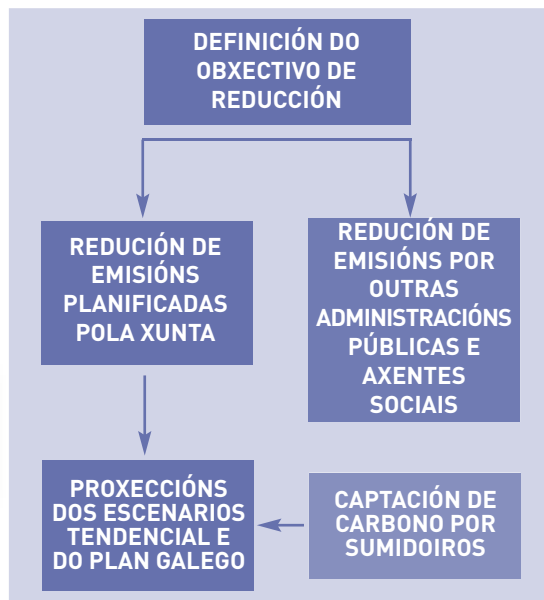 DEFINICIÓN DO
OBXECTIVO DE
REDUCCIÓN
REDUCIÓN DE
EMISIÓNS
PLANIFICADAS
POLA XUNTA
REDUCIÓN DE
EMISIÓNS POR
OUTRAS
ADMINISTRACIÓNS
PÚBLICAS E
AXENTES
SOCIAIS
PROXECCIÓNS
DOS ESCENARIOS
TENDENCIAL E
DO PLAN GALEGO
CAPTACIÓN DE
CARBONO POR
SUMIDOIROS